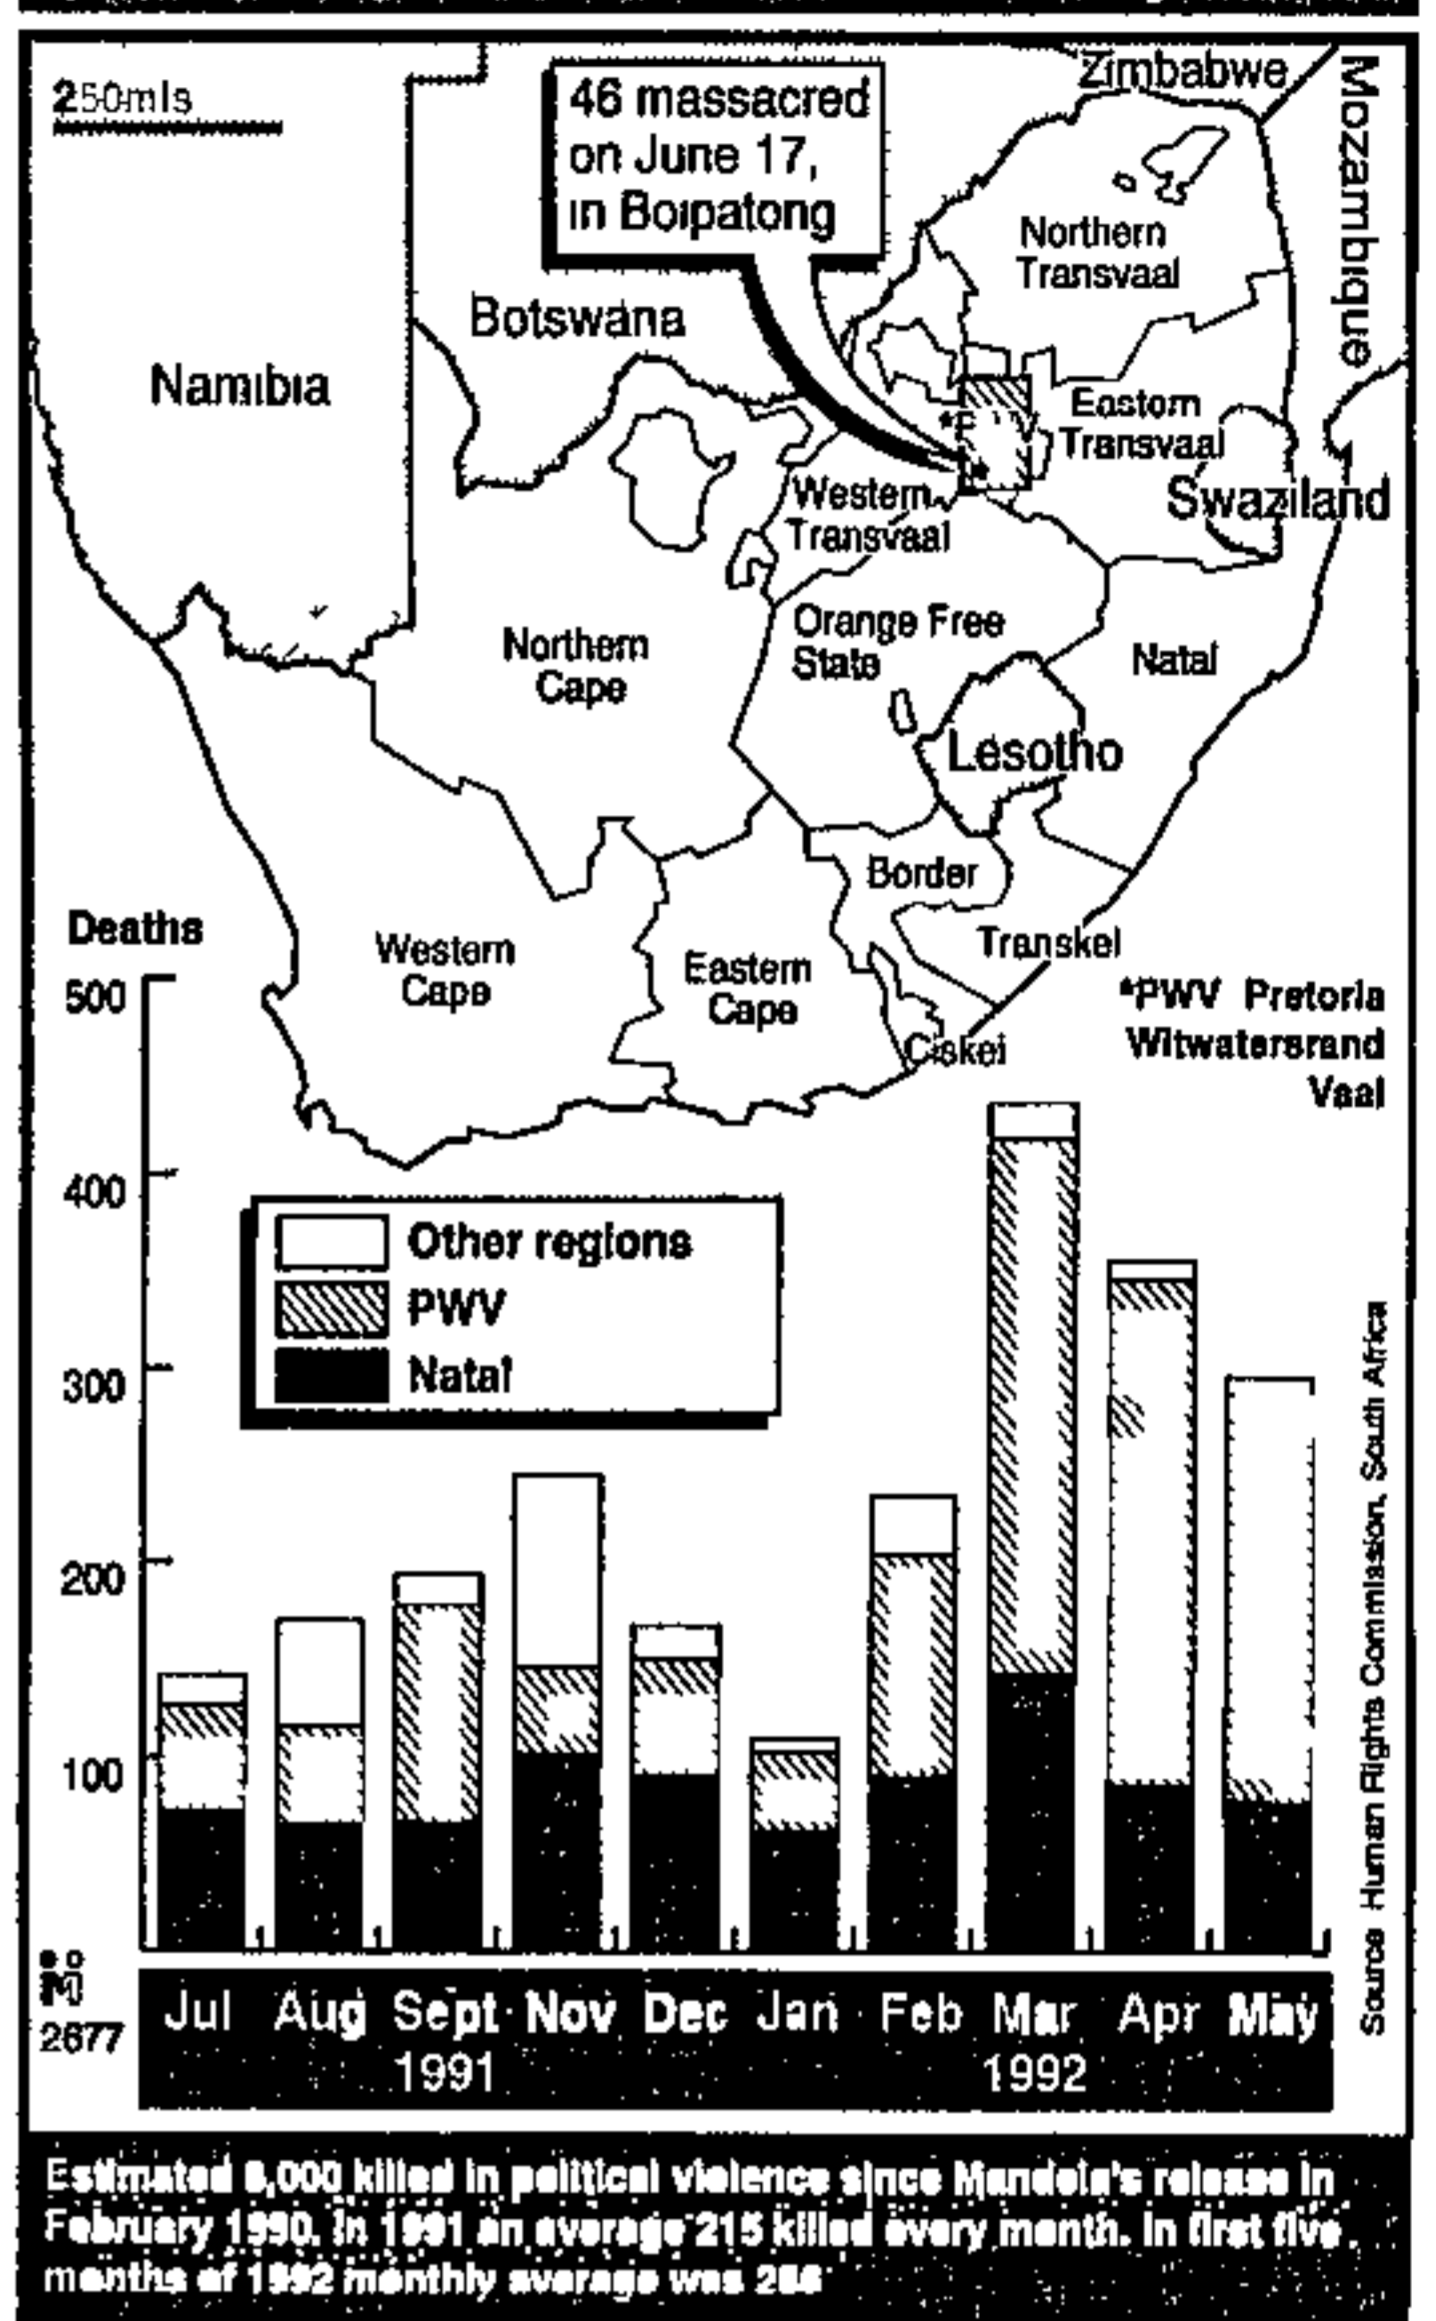 250mls
46 massacred
on June 17,
in Boipatong
Zimbabwe
Mozambique
Northern
Transvaal
Botswana
Namibia
Eastern
Transvaal
Swaziland
Western
Transvaal
Orange Free
State
Northern
Cape
Natal
Lesotho
Border
Transkei
Western
Cape
Eastern
Cape
Ciskei
*PWV Pretoria
Witwatersrand
Vaal
Deaths
500
400
300
200
100
0
Other regions
PWV
Natal
Source Human Rights Commission, South Africa
2677
Jul Aug Sept Nov Dec Jan Feb Mar Apr May
1991 1992
Estimated 8,000 killed in political violence since Mandela's release in
February 1990. In 1991 an average 215 killed every month. In first five
months of 1992 monthly average was